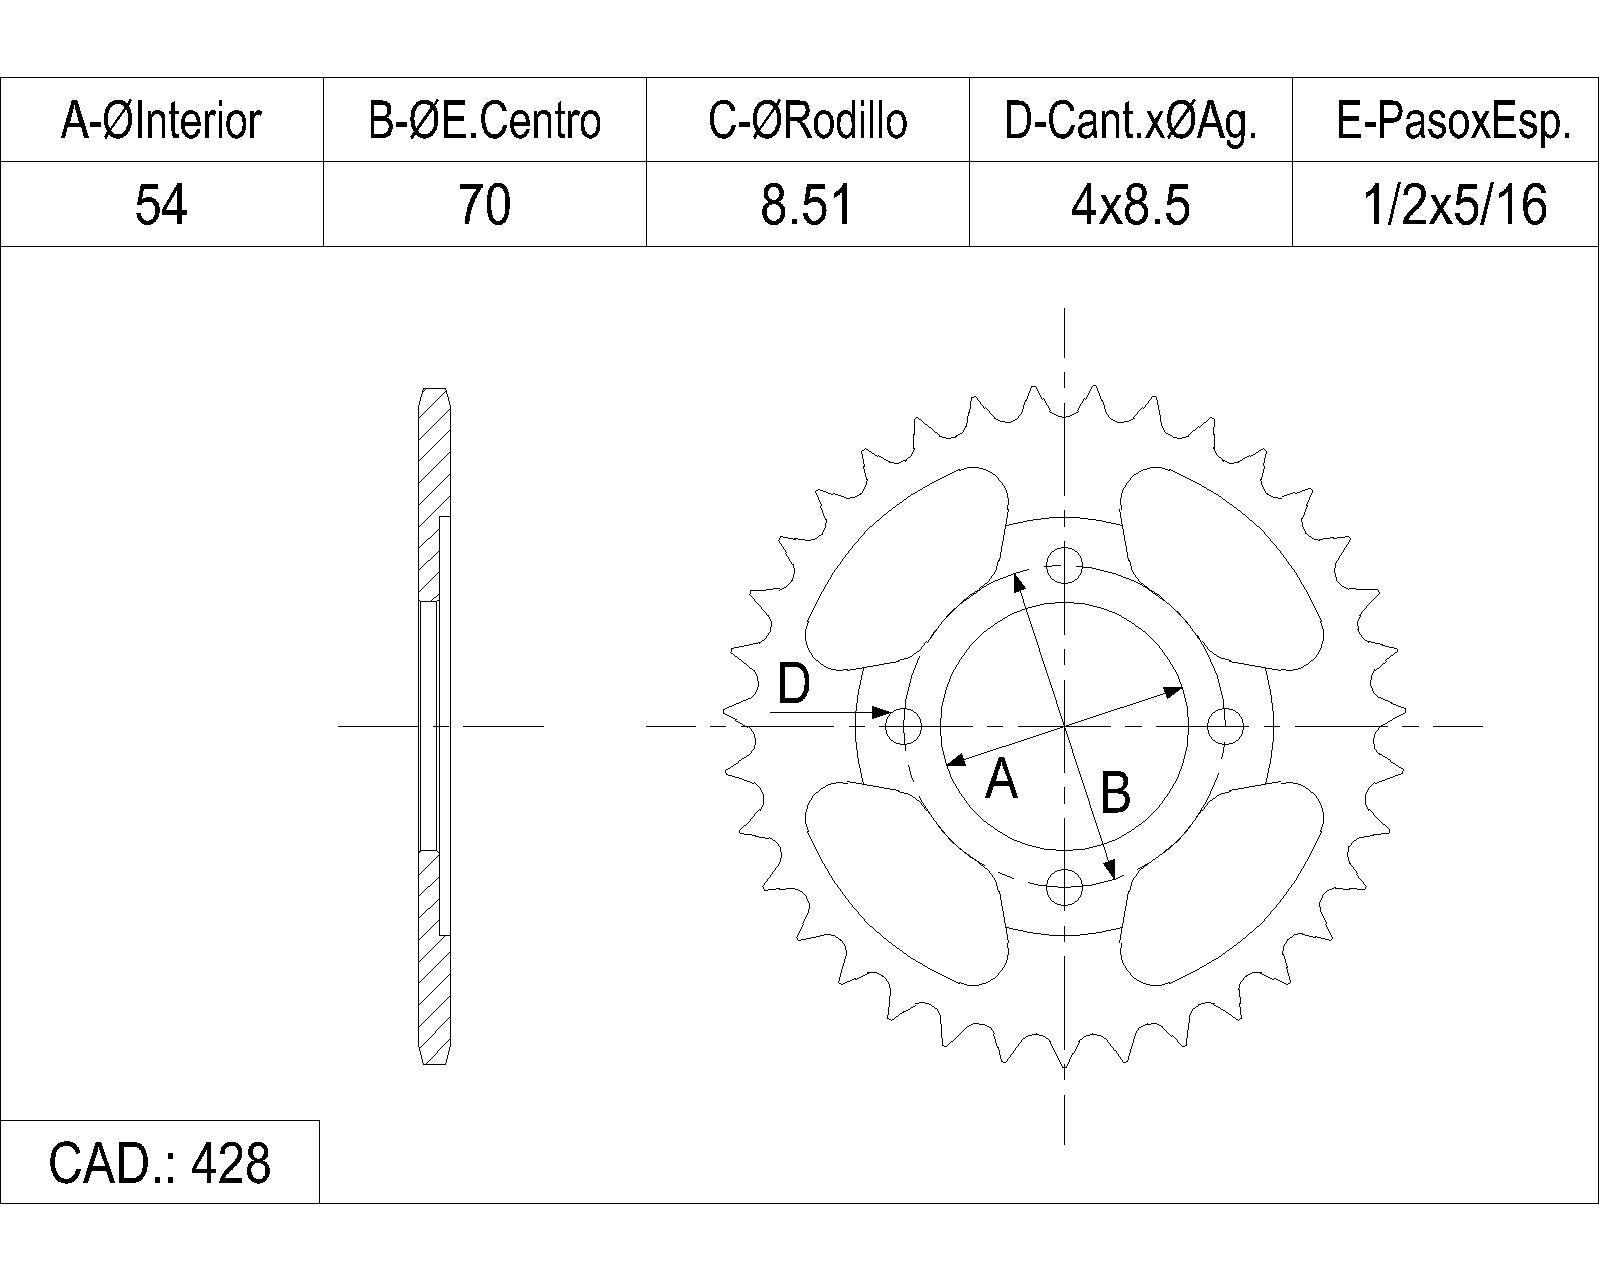 A-ØInterior B-ØE.Centro C-ØRodillo D-Cant.xØAg. E-PasoxEsp.
54 70 8.51 4x8.5 1/2x5/16
D
A
B
CAD.: 428